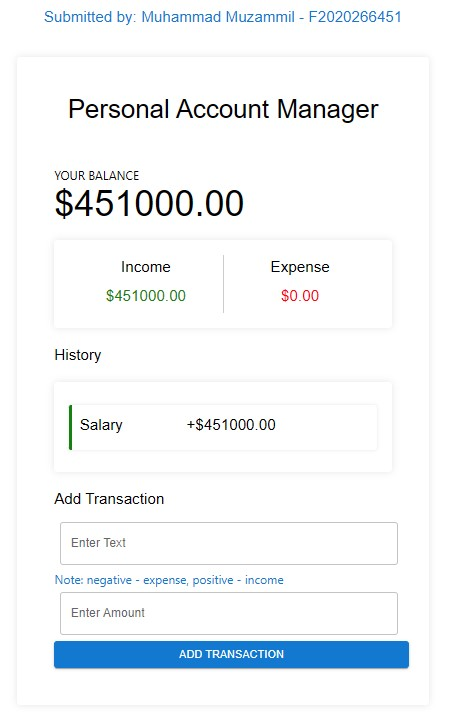 Submitted by: Muhammad Muzammil - F2020266451
Personal Account Manager
YOUR BALANCE
$451000.00
Income Expense
$451000.00 $0.00
History
Salary +$451000.00
Add Transaction
Enter Text
Note: negative - expense, positive - income
Enter Amount
ADD TRANSACTION